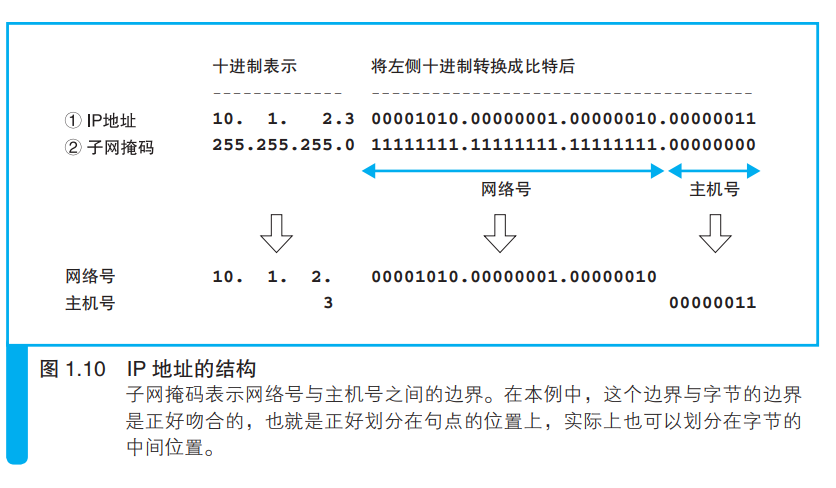 十进制表示 将左侧十进制转换成比特后
------------- --------------------------------------
① IP地址 10. 1. 2.3 00001010.00000001.00000010.00000011
② 子网掩码 255.255.255.0 11111111.11111111.11111111.00000000
网络号 主机号
网络号 10. 1. 2. 00001010.00000001.00000010
主机号 3 00000011
图 1.10 IP 地址的结构
子网掩码表示网络号与主机号之间的边界。在本例中，这个边界与字节的边界
是正好吻合的，也就是正好划分在句点的位置上，实际上也可以划分在字节的
中间位置。